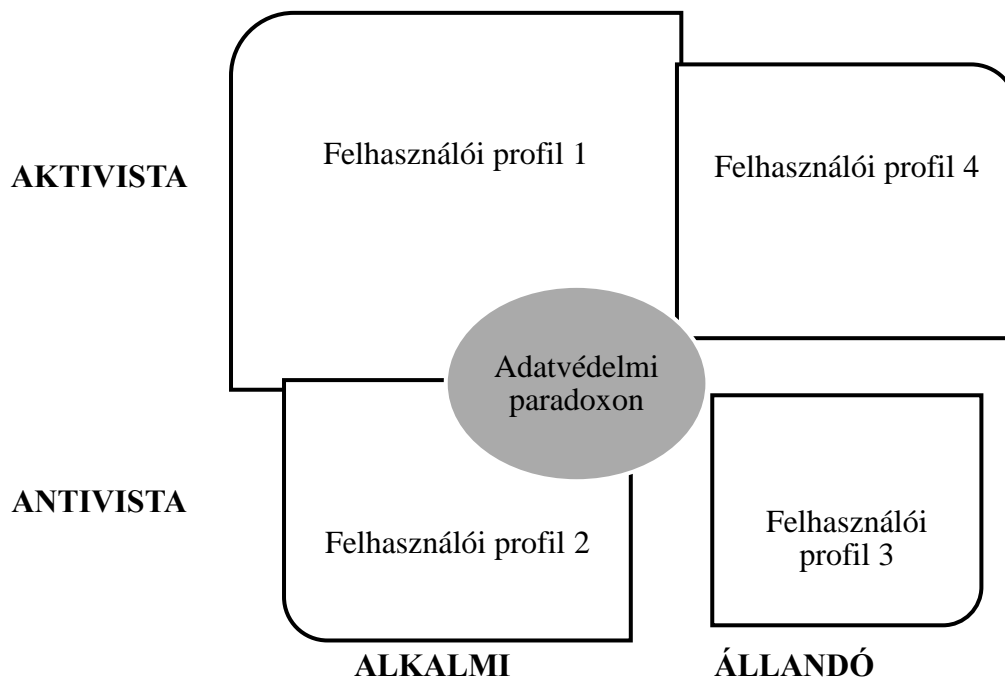 Felhasználói profil 1
Felhasználói profil 4
AKTIVISTA
Adatvédelmi
paradoxon
ANTIVISTA
Felhasználói profil 2
Felhasználói
profil 3
ALKALMI
ÁLLANDÓ